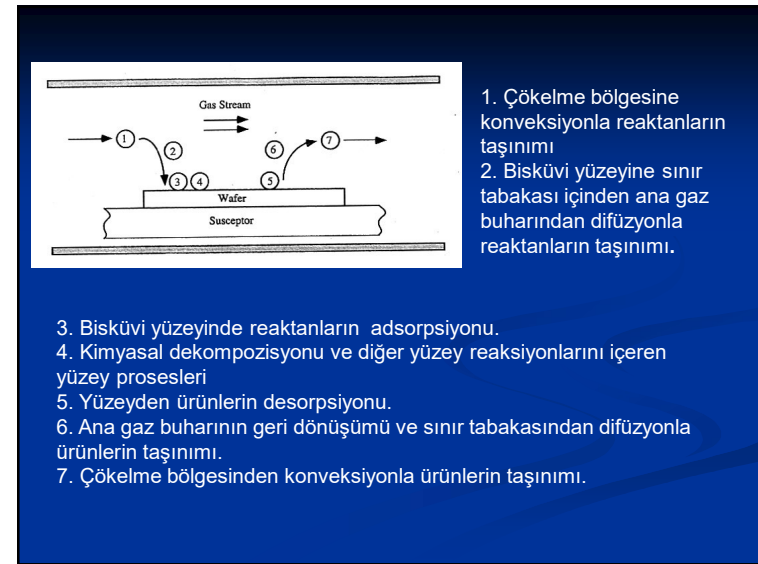 Gas Stream
1
2
3
4
5
6
7
Wafer
Susceptor
1. Çökelme bölgesine
konveksiyonla reaktanların
taşınımı
2. Bisküvi yüzeyine sınır
tabakası içinden ana gaz
buharından difüzyonla
reaktanların taşınımı.
3. Bisküvi yüzeyinde reaktanların  adsorpsiyonu.
4. Kimyasal dekompozisyonu ve diğer yüzey reaksiyonlarını içeren
yüzey prosesleri
5. Yüzeyden ürünlerin desorpsiyonu.
6. Ana gaz buharının geri dönüşümü ve sınır tabakasından difüzyonla
ürünlerin taşınımı.
7. Çökelme bölgesinden konveksiyonla ürünlerin taşınımı.